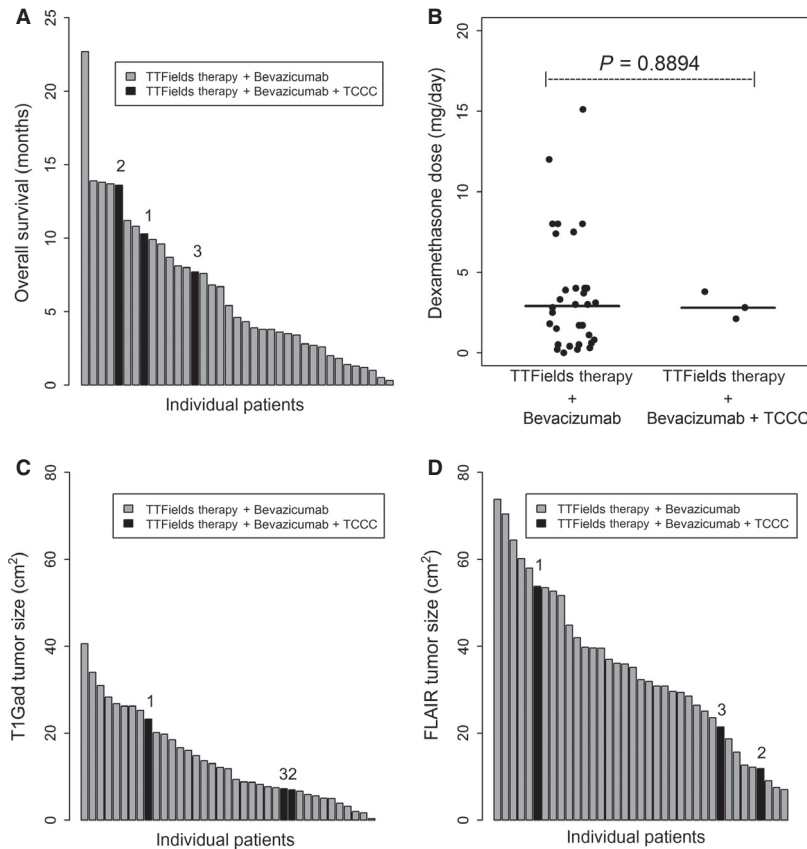 A
25
20
15
10
5
0
Overall survival (months)
TTFields therapy + Bevazicumab
TTFields therapy + Bevazicumab + TCCC
2
1
3
Individual patients
B
20
15
10
5
0
Dexamethasone dose (mg/day)
P = 0.8894
TTFields therapy
+
Bevacizumab
TTFields therapy
+
Bevacizumab + TCCC
C
80
60
40
20
0
T1Gad tumor size (cm²)
TTFields therapy + Bevazicumab
TTFields therapy + Bevazicumab + TCCC
1
32
Individual patients
D
80
60
40
20
0
FLAIR tumor size (cm²)
TTFields therapy + Bevazicumab
TTFields therapy + Bevazicumab + TCCC
1
3
2
Individual patients